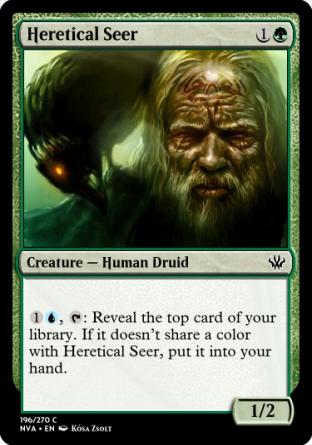 Heretical Seer 1
Creature — Human Druid
1, : Reveal the top card of your
library. If it doesn't share a color
with Heretical Seer, put it into your
hand.
1/2
196/270 C
NVA • EN Kósa Zsolt